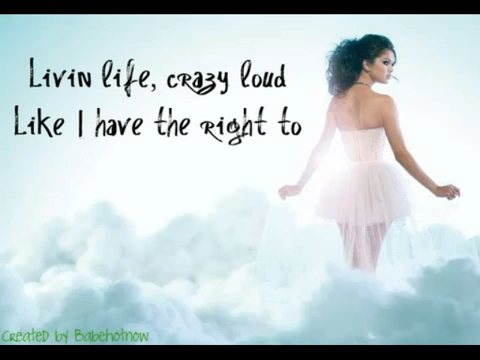 Livin life, crazy loud
Like I have the right to
Created by Babehotnow